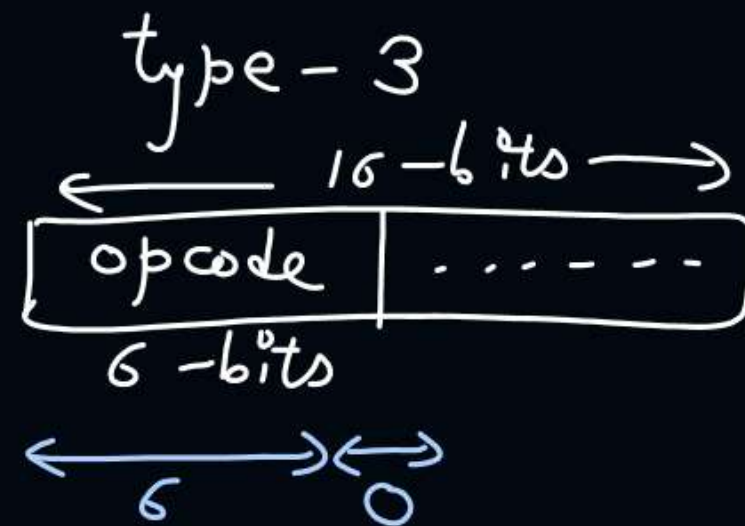 type - 3
16-bits
opcode ......
6-bits
6 0